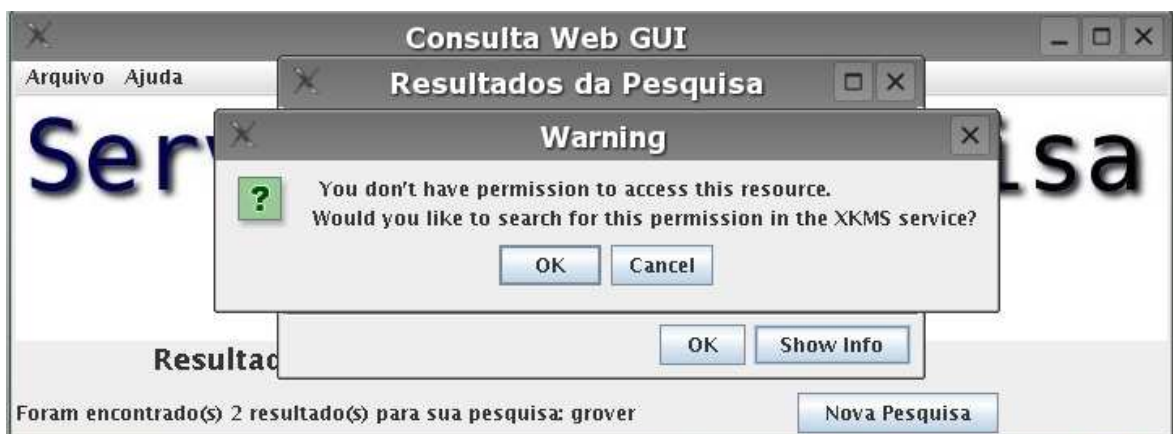 Consulta Web GUI
Arquivo Ajuda
Resultados da Pesquisa
Warning
You don't have permission to access this resource.
Would you like to search for this permission in the XKMS service?
OK Cancel
OK Show Info
Foram encontrado(s) 2 resultado(s) para sua pesquisa: grover
Nova Pesquisa